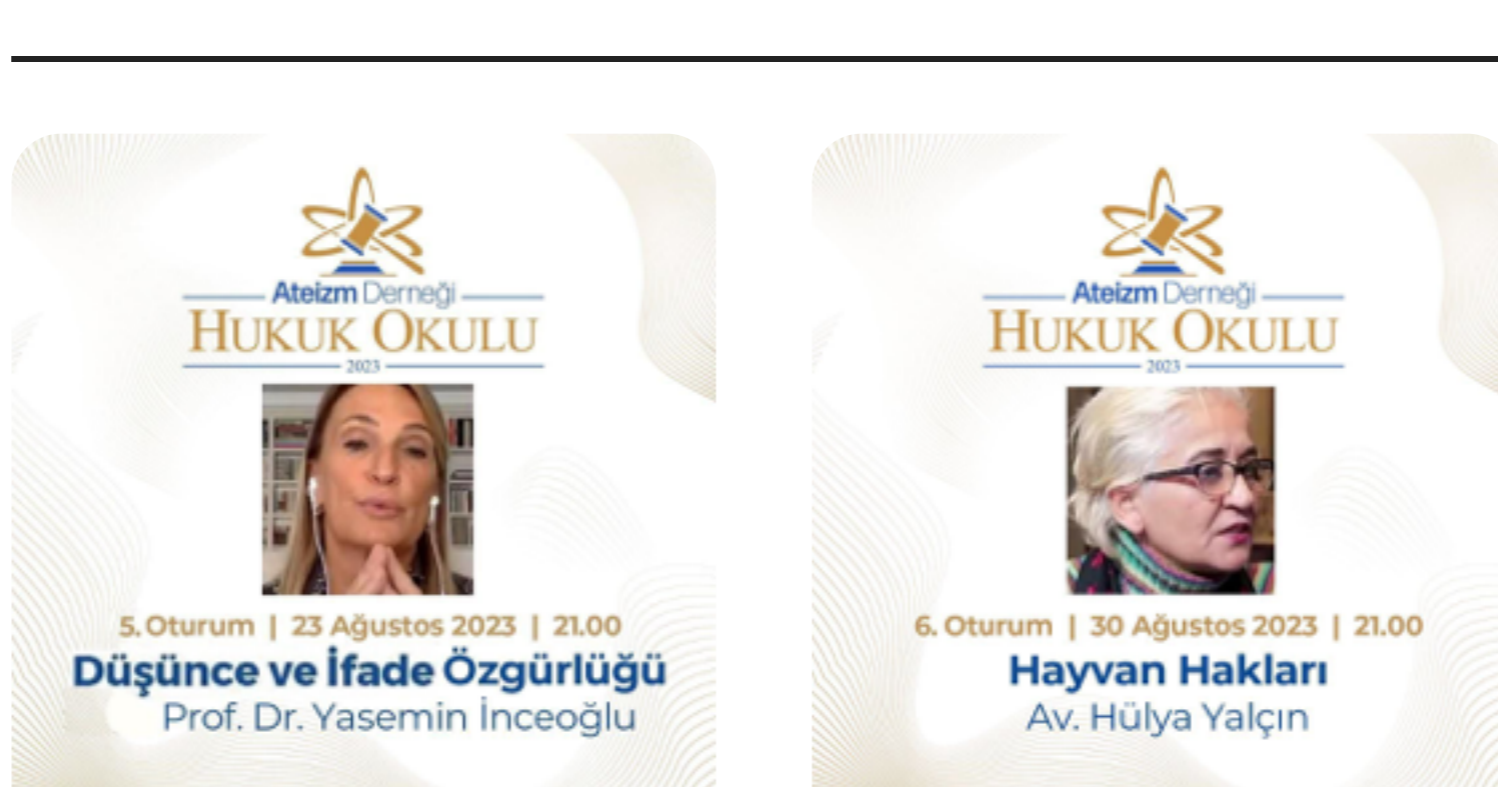 Ateizm Derneği
HUKUK OKULU
2023
5. Oturum | 23 Ağustos 2023 | 21.00
Düşünce ve İfade Özgürlüğü
Prof. Dr. Yasemin İnceoğlu
Ateizm Derneği
HUKUK OKULU
2023
6. Oturum | 30 Ağustos 2023 | 21.00
Hayvan Hakları
Av. Hülya Yalçın